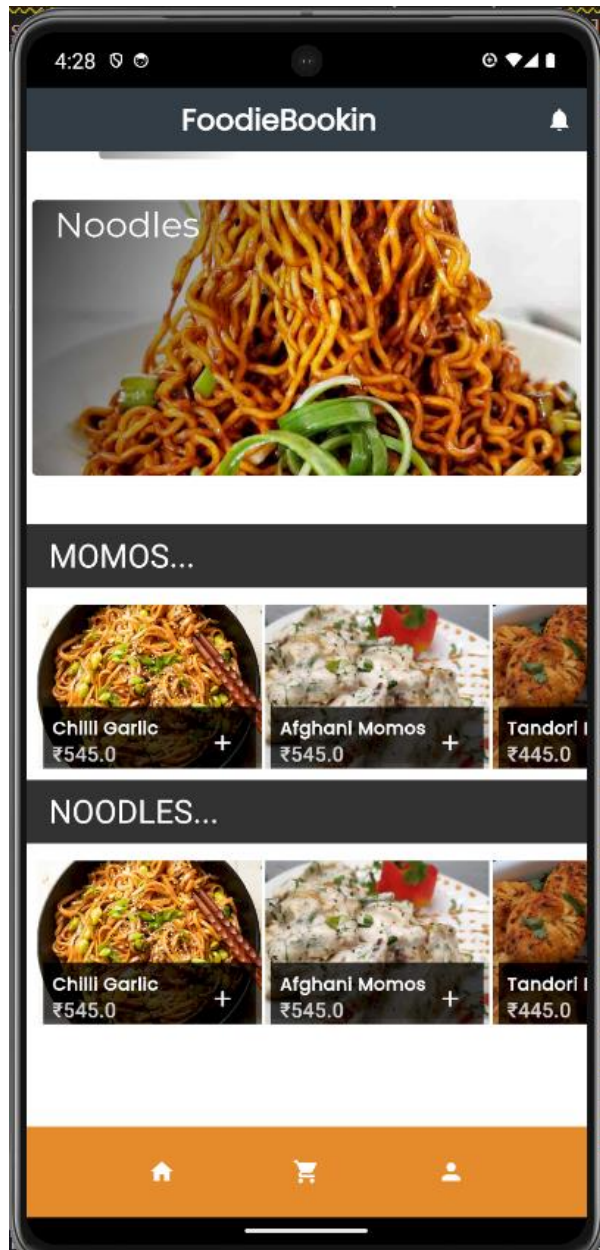 4:28
FoodieBookin
Noodles
MOMOS...
Chilli Garlic
₹545.0
+
Afghani Momos
₹545.0
+
Tandori
₹445.0
NOODLES...
Chilli Garlic
₹545.0
+
Afghani Momos
₹545.0
+
Tandori
₹445.0